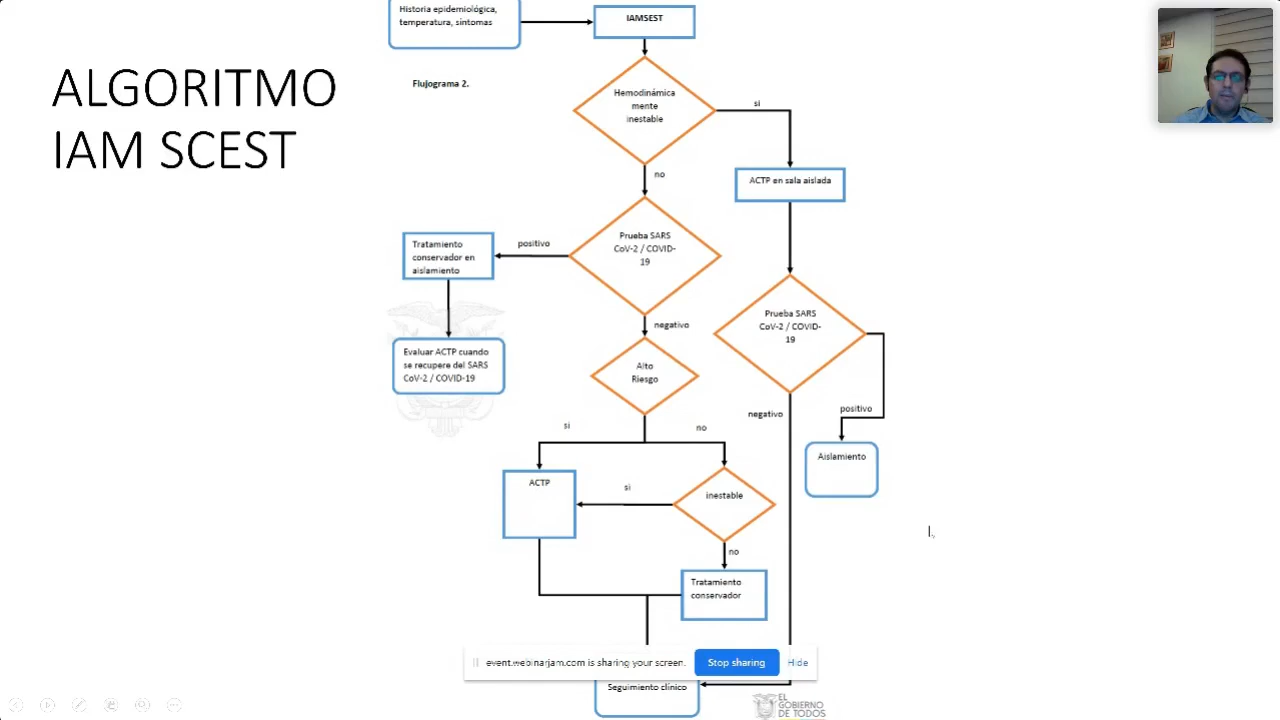 ALGORITMO
IAM SCEST
Historia epidemiológica,
temperatura, síntomas
IAMSEST
Flujograma 2.
Hemodinámica
mente
inestable
si
no
ACTP en sala aislada
Prueba SARS
CoV-2 / COVID-
19
positivo
Tratamiento
conservador en
aislamiento
negativo
Prueba SARS
CoV-2 / COVID-
19
Evaluar ACTP cuando
se recupere del SARS
CoV-2 / COVID-19
Alto
Riesgo
negativo
positivo
si
no
Aislamiento
ACTP
si
inestable
no
Tratamiento
conservador
event.webinarjam.com is sharing your screen.
Stop sharing
Hide
Seguimiento clínico
EL
GOBIERNO
DE TODOS